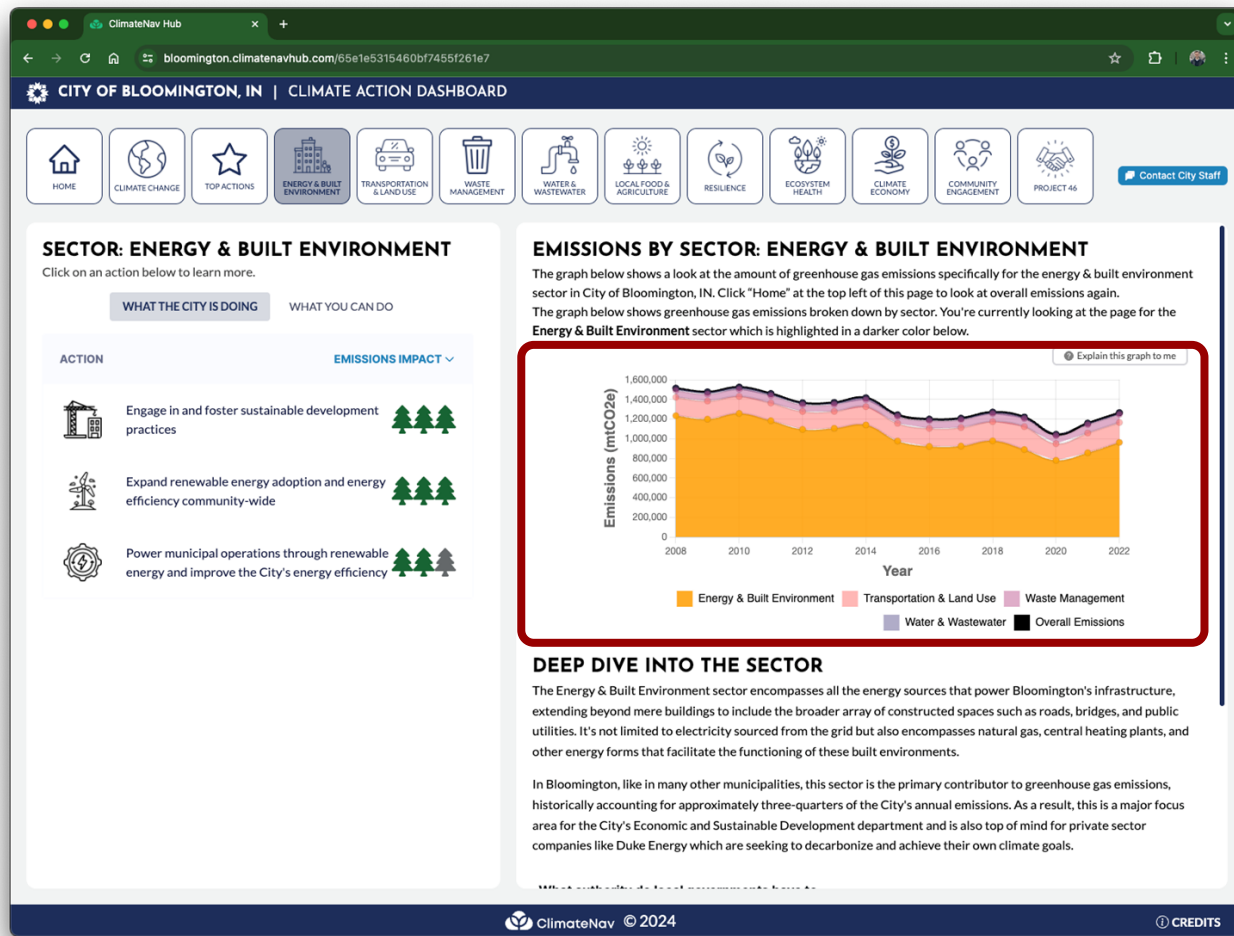 ClimateNav Hub
bloomington.climatenavhub.com/65e1e5315460bf7455f261e7
CITY OF BLOOMINGTON, IN | CLIMATE ACTION DASHBOARD
HOME
CLIMATE CHANGE
TOP ACTIONS
ENERGY & BUILT
ENVIRONMENT
TRANSPORTATION
& LAND USE
WASTE
MANAGEMENT
WATER &
WASTEWATER
LOCAL FOOD &
AGRICULTURE
RESILIENCE
ECOSYSTEM
HEALTH
CLIMATE
ECONOMY
COMMUNITY
ENGAGEMENT
PROJECT 46
Contact City Staff
SECTOR: ENERGY & BUILT ENVIRONMENT
Click on an action below to learn more.
WHAT THE CITY IS DOING WHAT YOU CAN DO
ACTION EMISSIONS IMPACT
Engage in and foster sustainable development
practices
Expand renewable energy adoption and energy
efficiency community-wide
Power municipal operations through renewable
energy and improve the City's energy efficiency
EMISSIONS BY SECTOR: ENERGY & BUILT ENVIRONMENT
The graph below shows a look at the amount of greenhouse gas emissions specifically for the energy & built environment
sector in City of Bloomington, IN. Click "Home" at the top left of this page to look at overall emissions again.
The graph below shows greenhouse gas emissions broken down by sector. You're currently looking at the page for the
Energy & Built Environment sector which is highlighted in a darker color below.
Explain this graph to me
Emissions (mtCO2e)
1,600,000
1,400,000
1,200,000
1,000,000
800,000
600,000
400,000
200,000
0
2008 2010 2012 2014 2016 2018 2020 2022
Year
Energy & Built Environment Transportation & Land Use Waste Management
Water & Wastewater Overall Emissions
DEEP DIVE INTO THE SECTOR
The Energy & Built Environment sector encompasses all the energy sources that power Bloomington's infrastructure,
extending beyond mere buildings to include the broader array of constructed spaces such as roads, bridges, and public
utilities. It's not limited to electricity sourced from the grid but also encompasses natural gas, central heating plants, and
other energy forms that facilitate the functioning of these built environments.
In Bloomington, like in many other municipalities, this sector is the primary contributor to greenhouse gas emissions,
historically accounting for approximately three-quarters of the City's annual emissions. As a result, this is a major focus
area for the City's Economic and Sustainable Development department and is also top of mind for private sector
companies like Duke Energy which are seeking to decarbonize and achieve their own climate goals.
What authority do local governments have to
ClimateNav © 2024
CREDITS